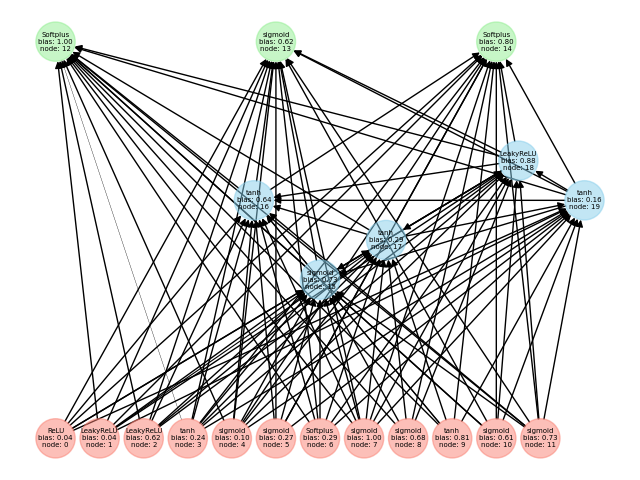 Softplus
bias: 1.00
node: 12
sigmoid
bias: 0.62
node: 13
Softplus
bias: 0.80
node: 14
LeakyReLU
bias: 0.88
node: 18
tanh
bias: 0.64
node: 16
tanh
bias: 0.16
node: 19
tanh
bias: 0.29
node: 17
sigmoid
bias: 0.73
node: 15
ReLU
bias: 0.04
node: 0
LeakyReLU
bias: 0.04
node: 1
LeakyReLU
bias: 0.62
node: 2
tanh
bias: 0.24
node: 3
sigmoid
bias: 0.10
node: 4
sigmoid
bias: 0.27
node: 5
Softplus
bias: 0.29
node: 6
sigmoid
bias: 1.00
node: 7
sigmoid
bias: 0.68
node: 8
tanh
bias: 0.81
node: 9
sigmoid
bias: 0.61
node: 10
sigmoid
bias: 0.73
node: 11